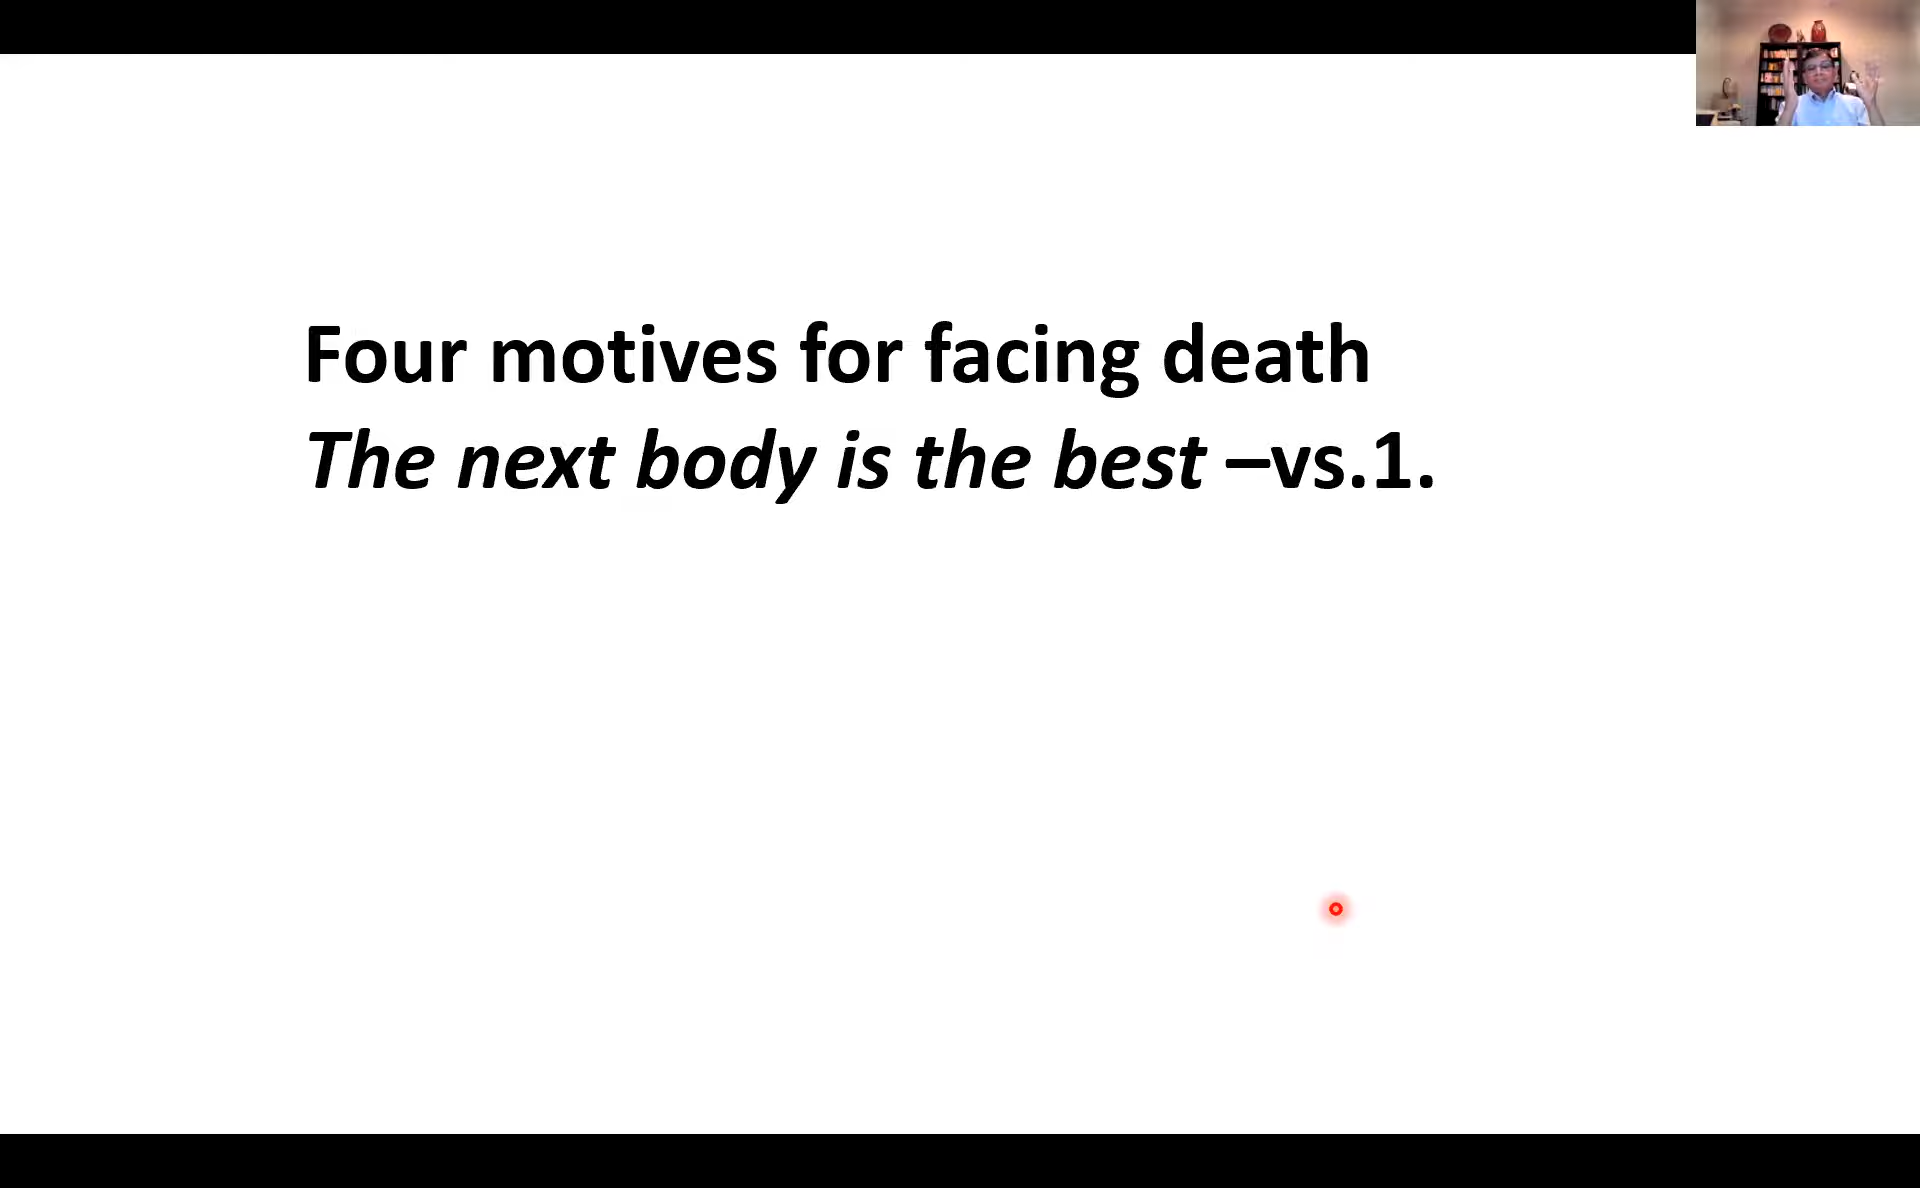 Four motives for facing death
The next body is the best –vs.1.